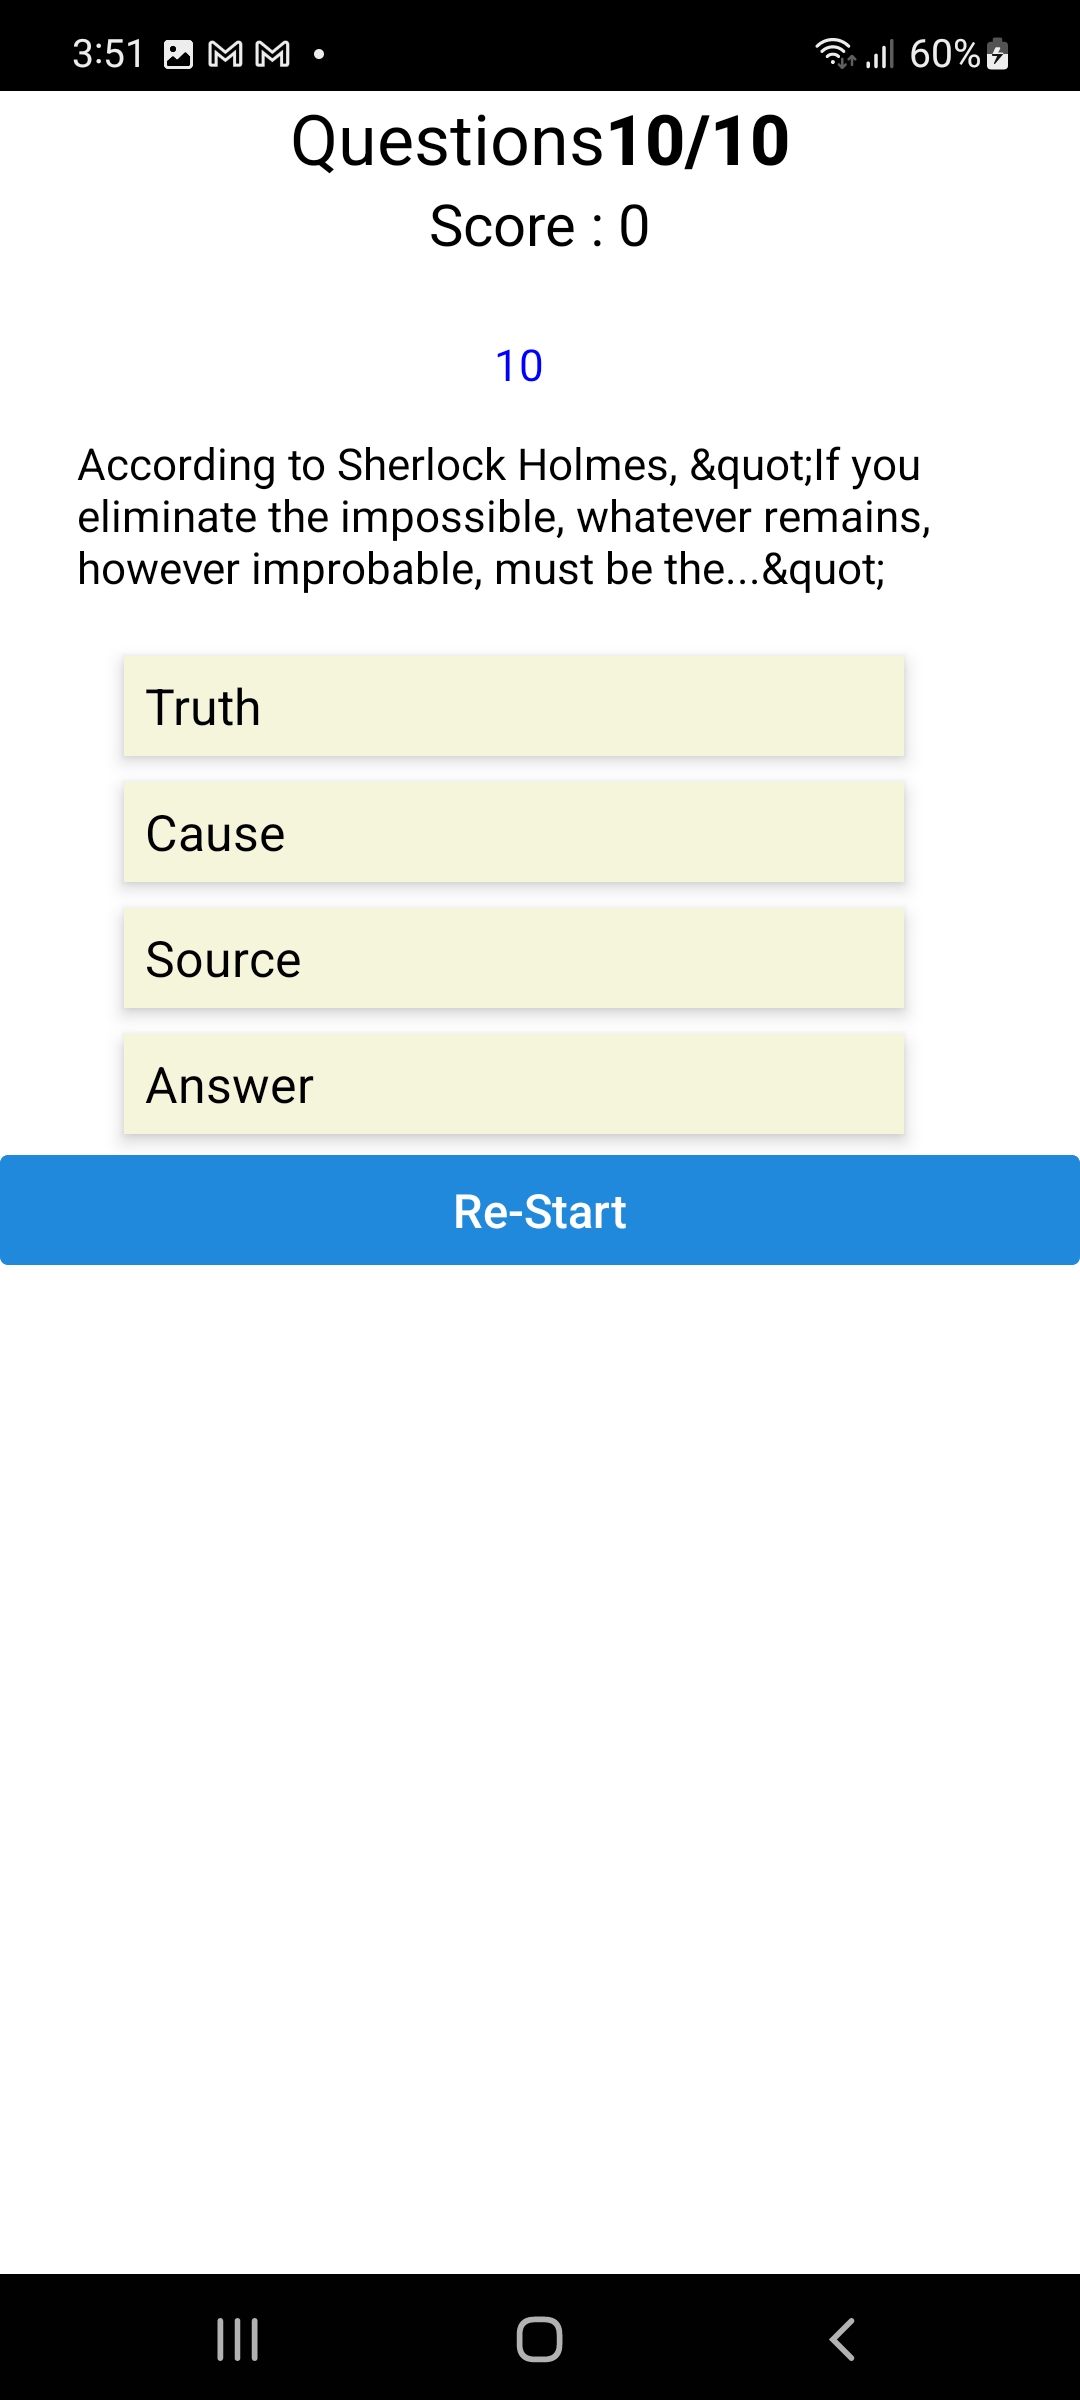 3:51 60%
Questions10/10
Score : 0
10
According to Sherlock Holmes, &quot;If you
eliminate the impossible, whatever remains,
however improbable, must be the...&quot;
Truth
Cause
Source
Answer
Re-Start